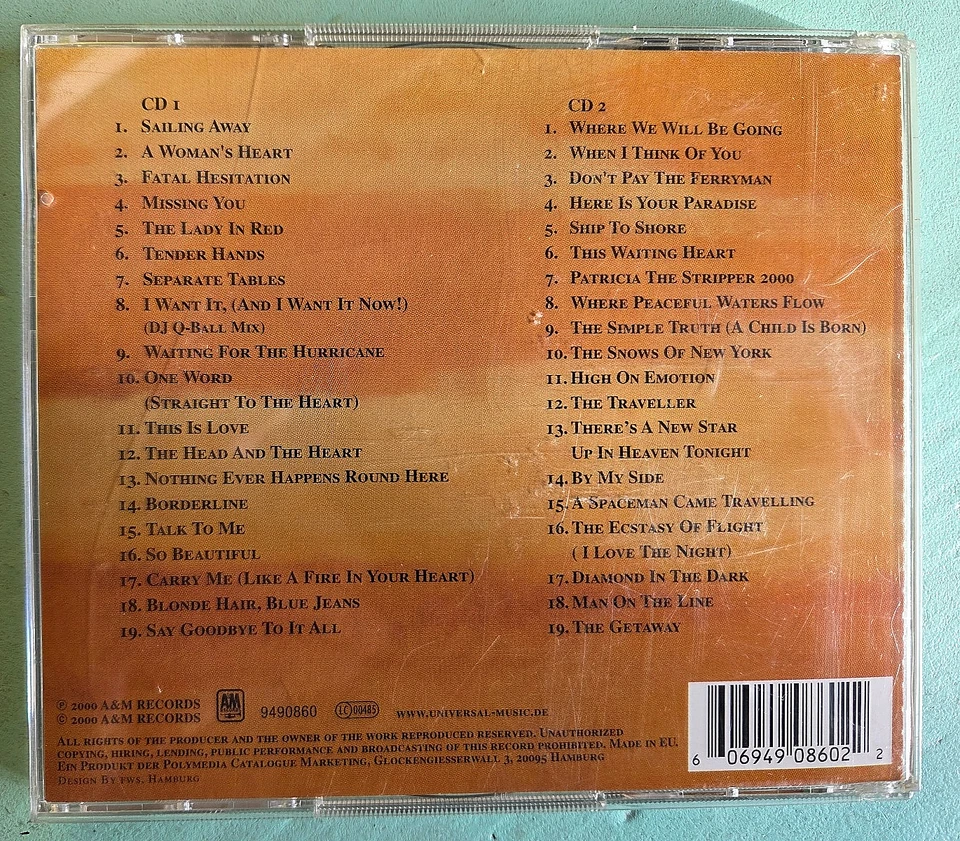 CD 1
1. Sailing Away
2. A Woman's Heart
3. Fatal Hesitation
4. Missing You
5. The Lady In Red
6. Tender Hands
7. Separate Tables
8. I Want It, (And I Want It Now!)
(DJ Q-Ball Mix)
9. Waiting For The Hurricane
10. One Word
(Straight To The Heart)
11. This Is Love
12. The Head And The Heart
13. Nothing Ever Happens Round Here
14. Borderline
15. Talk To Me
16. So Beautiful
17. Carry Me (Like A Fire In Your Heart)
18. Blonde Hair, Blue Jeans
19. Say Goodbye To It All
CD 2
1. Where We Will Be Going
2. When I Think Of You
3. Don't Pay The Ferryman
4. Here Is Your Paradise
5. Ship To Shore
6. This Waiting Heart
7. Patricia The Stripper 2000
8. Where Peaceful Waters Flow
9. The Simple Truth (A Child Is Born)
10. The Snows Of New York
11. High On Emotion
12. The Traveller
13. There's A New Star
Up In Heaven Tonight
14. By My Side
15. A Spaceman Came Travelling
16. The Ecstasy Of Flight
( I Love The Night)
17. Diamond In The Dark
18. Man On The Line
19. The Getaway
℗ 2000 A&M Records
© 2000 A&M Records
A&M
RECORDS
9490860
LC 00485
www.universal-music.de
All rights of the producer and the owner of the work reproduced reserved. Unauthorized
copying, hiring, lending, public performance and broadcasting of this record prohibited. Made in EU.
Ein Produkt der Polymedia Catalogue Marketing, Glockengiesserwall 3, 20095 Hamburg
Design By fws, Hamburg
6 06949 08602 2